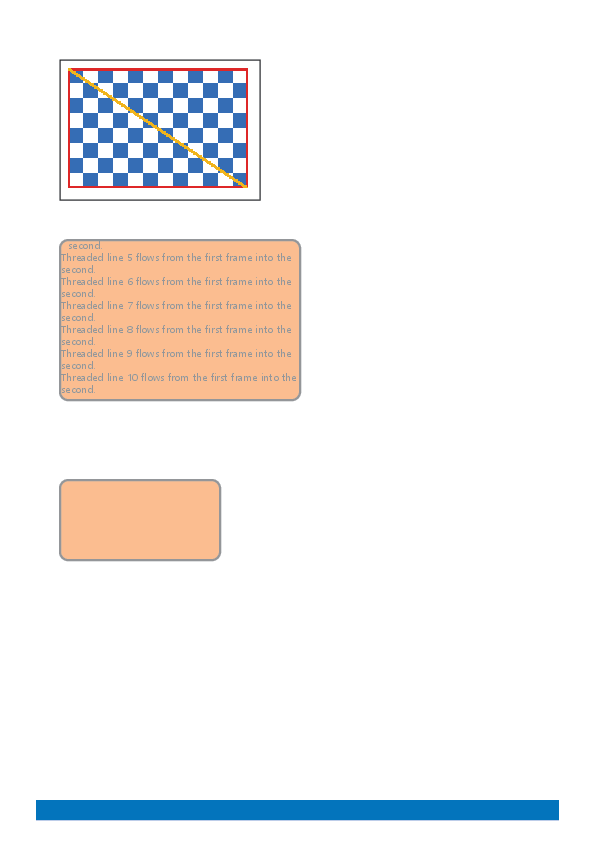 second.
Threaded line 5 flows from the first frame into the
second.
Threaded line 6 flows from the first frame into the
second.
Threaded line 7 flows from the first frame into the
second.
Threaded line 8 flows from the first frame into the
second.
Threaded line 9 flows from the first frame into the
second.
Threaded line 10 flows from the first frame into the
second.